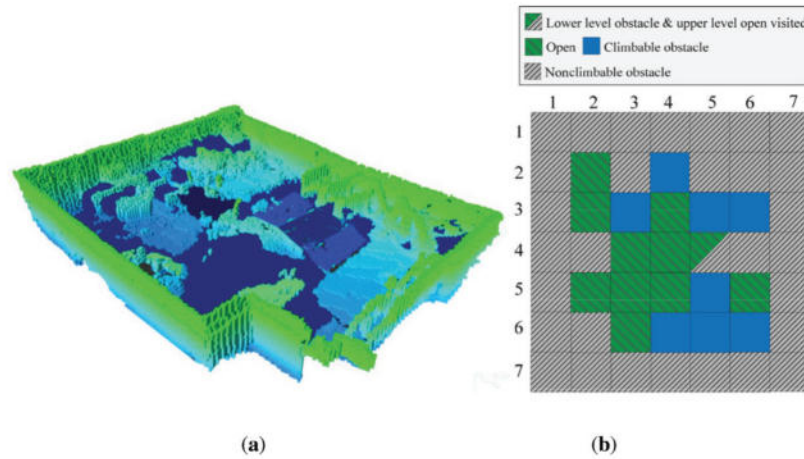 Lower level obstacle & upper level open visited
Open Climbable obstacle
Nonclimbable obstacle
1 2 3 4 5 6 7
1
2
3
4
5
6
7
(a) (b)